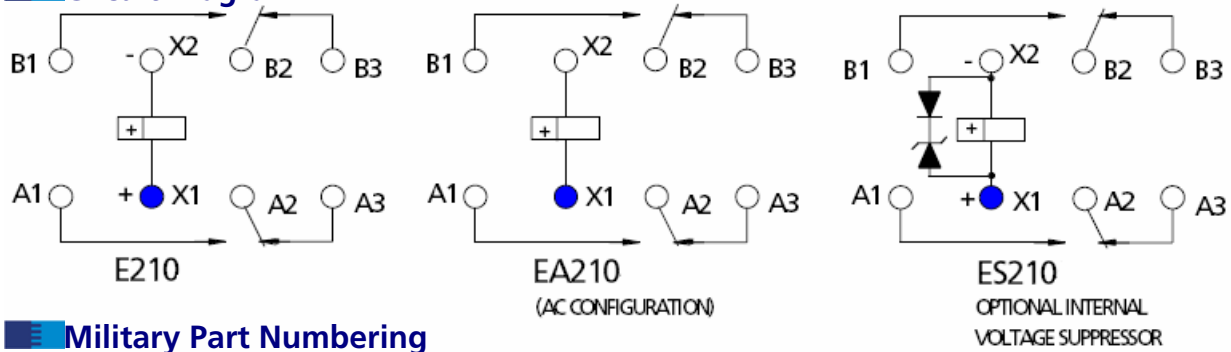 B1 - X2 B2 B3 B1 X2 B2 B3 B1 - X2 B2 B3
+ + +
A1 + X1 A2 A3 A1 X1 A2 A3 A1 + X1 A2 A3
E210 EA210 ES210
(AC CONFIGURATION) OPTIONAL INTERNAL
VOLTAGE SUPPRESSOR
Military Part Numbering